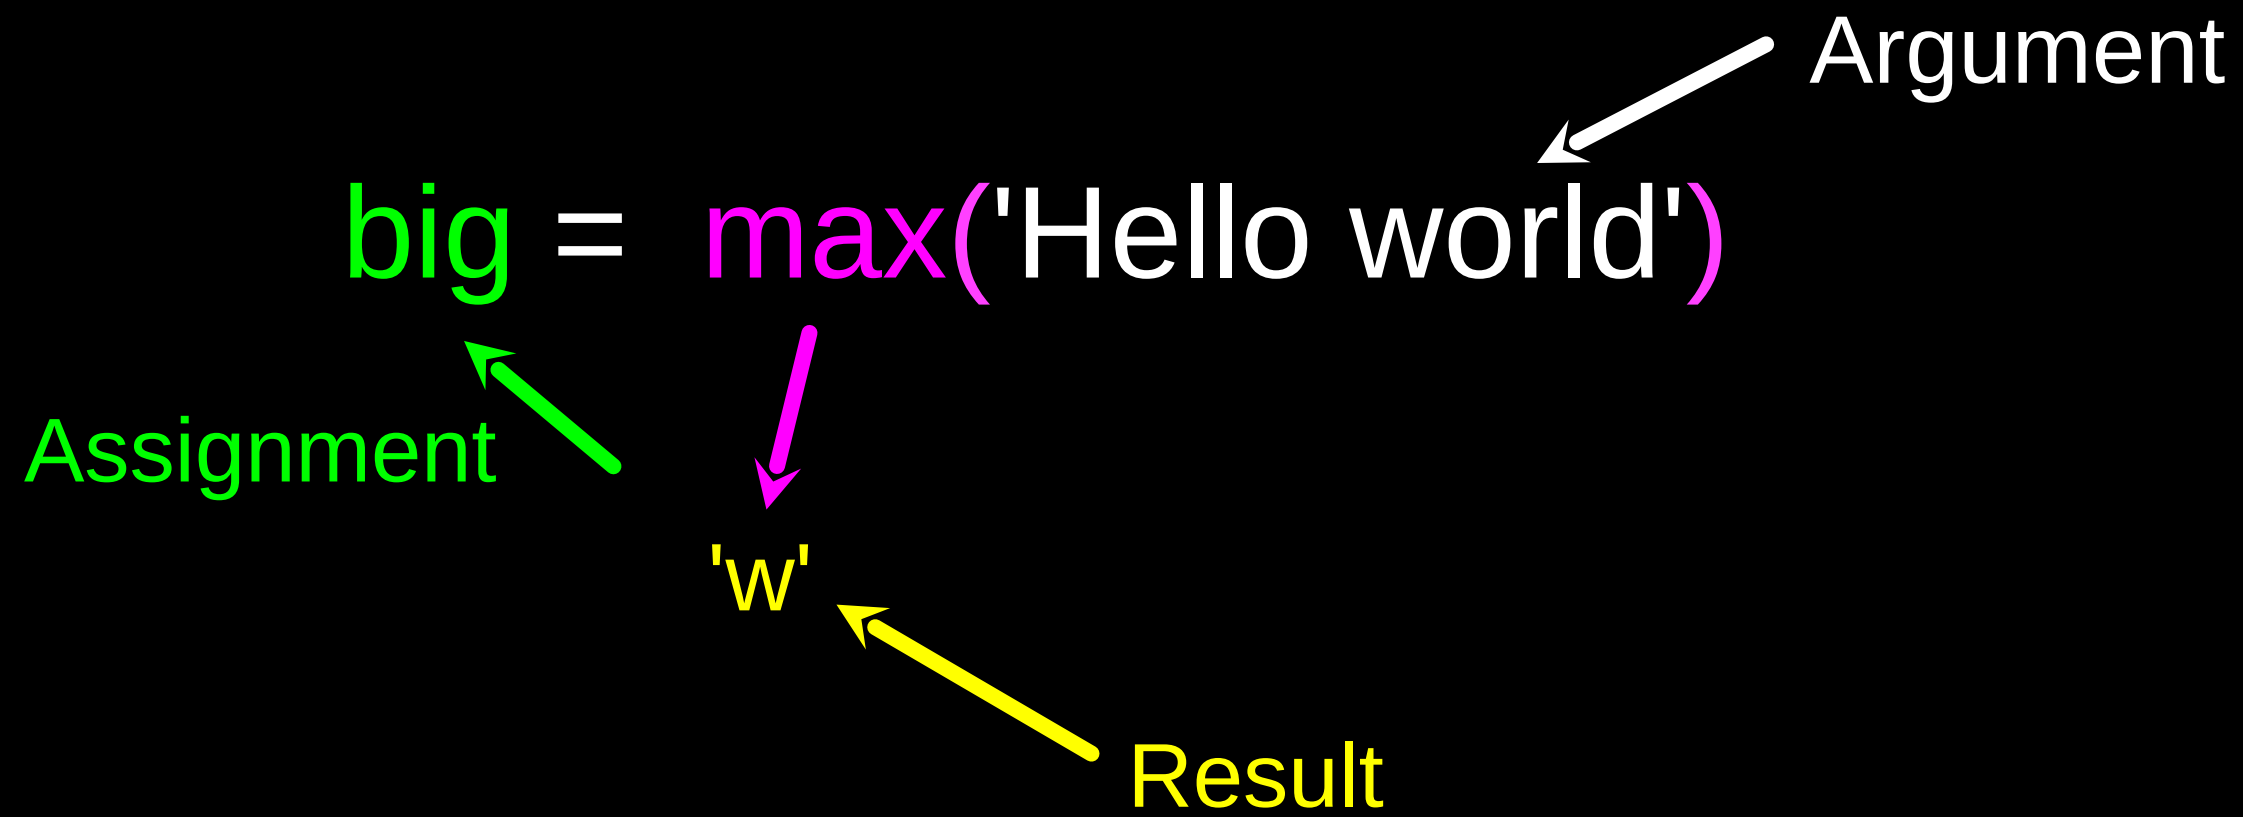 Argument
big = max('Hello world')
Assignment
'w'
Result